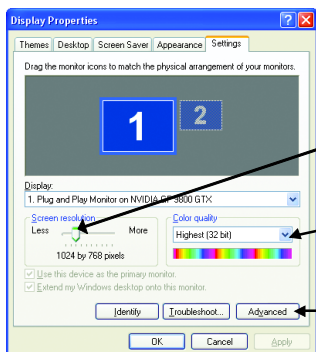 Display Properties
Themes Desktop Screen Saver Appearance Settings
Drag the monitor icons to match the physical arrangement of your monitors.
1 2
Display:
1. Plug and Play Monitor on NVIDIA GF 9800 GTX
Screen resolution Color quality
Less More Highest (32 bit)
1024 by 768 pixels
Use this device as the primary monitor.
Extend my Windows desktop onto this monitor.
Identify Troubleshoot... Advanced
OK Cancel Apply